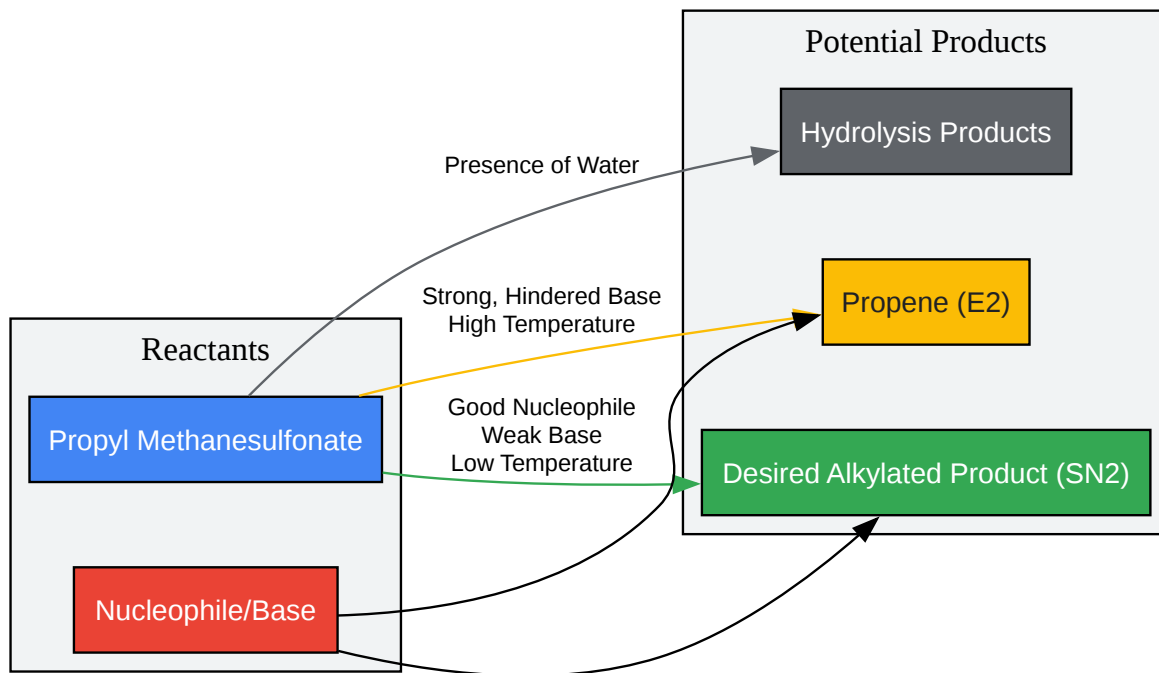 Potential Products
Hydrolysis Products
Presence of Water
Strong, Hindered Base
High Temperature
Propene (E2)
Reactants
Propyl Methanesulfonate
Good Nucleophile
Weak Base
Low Temperature
Desired Alkylated Product (SN2)
Nucleophile/Base